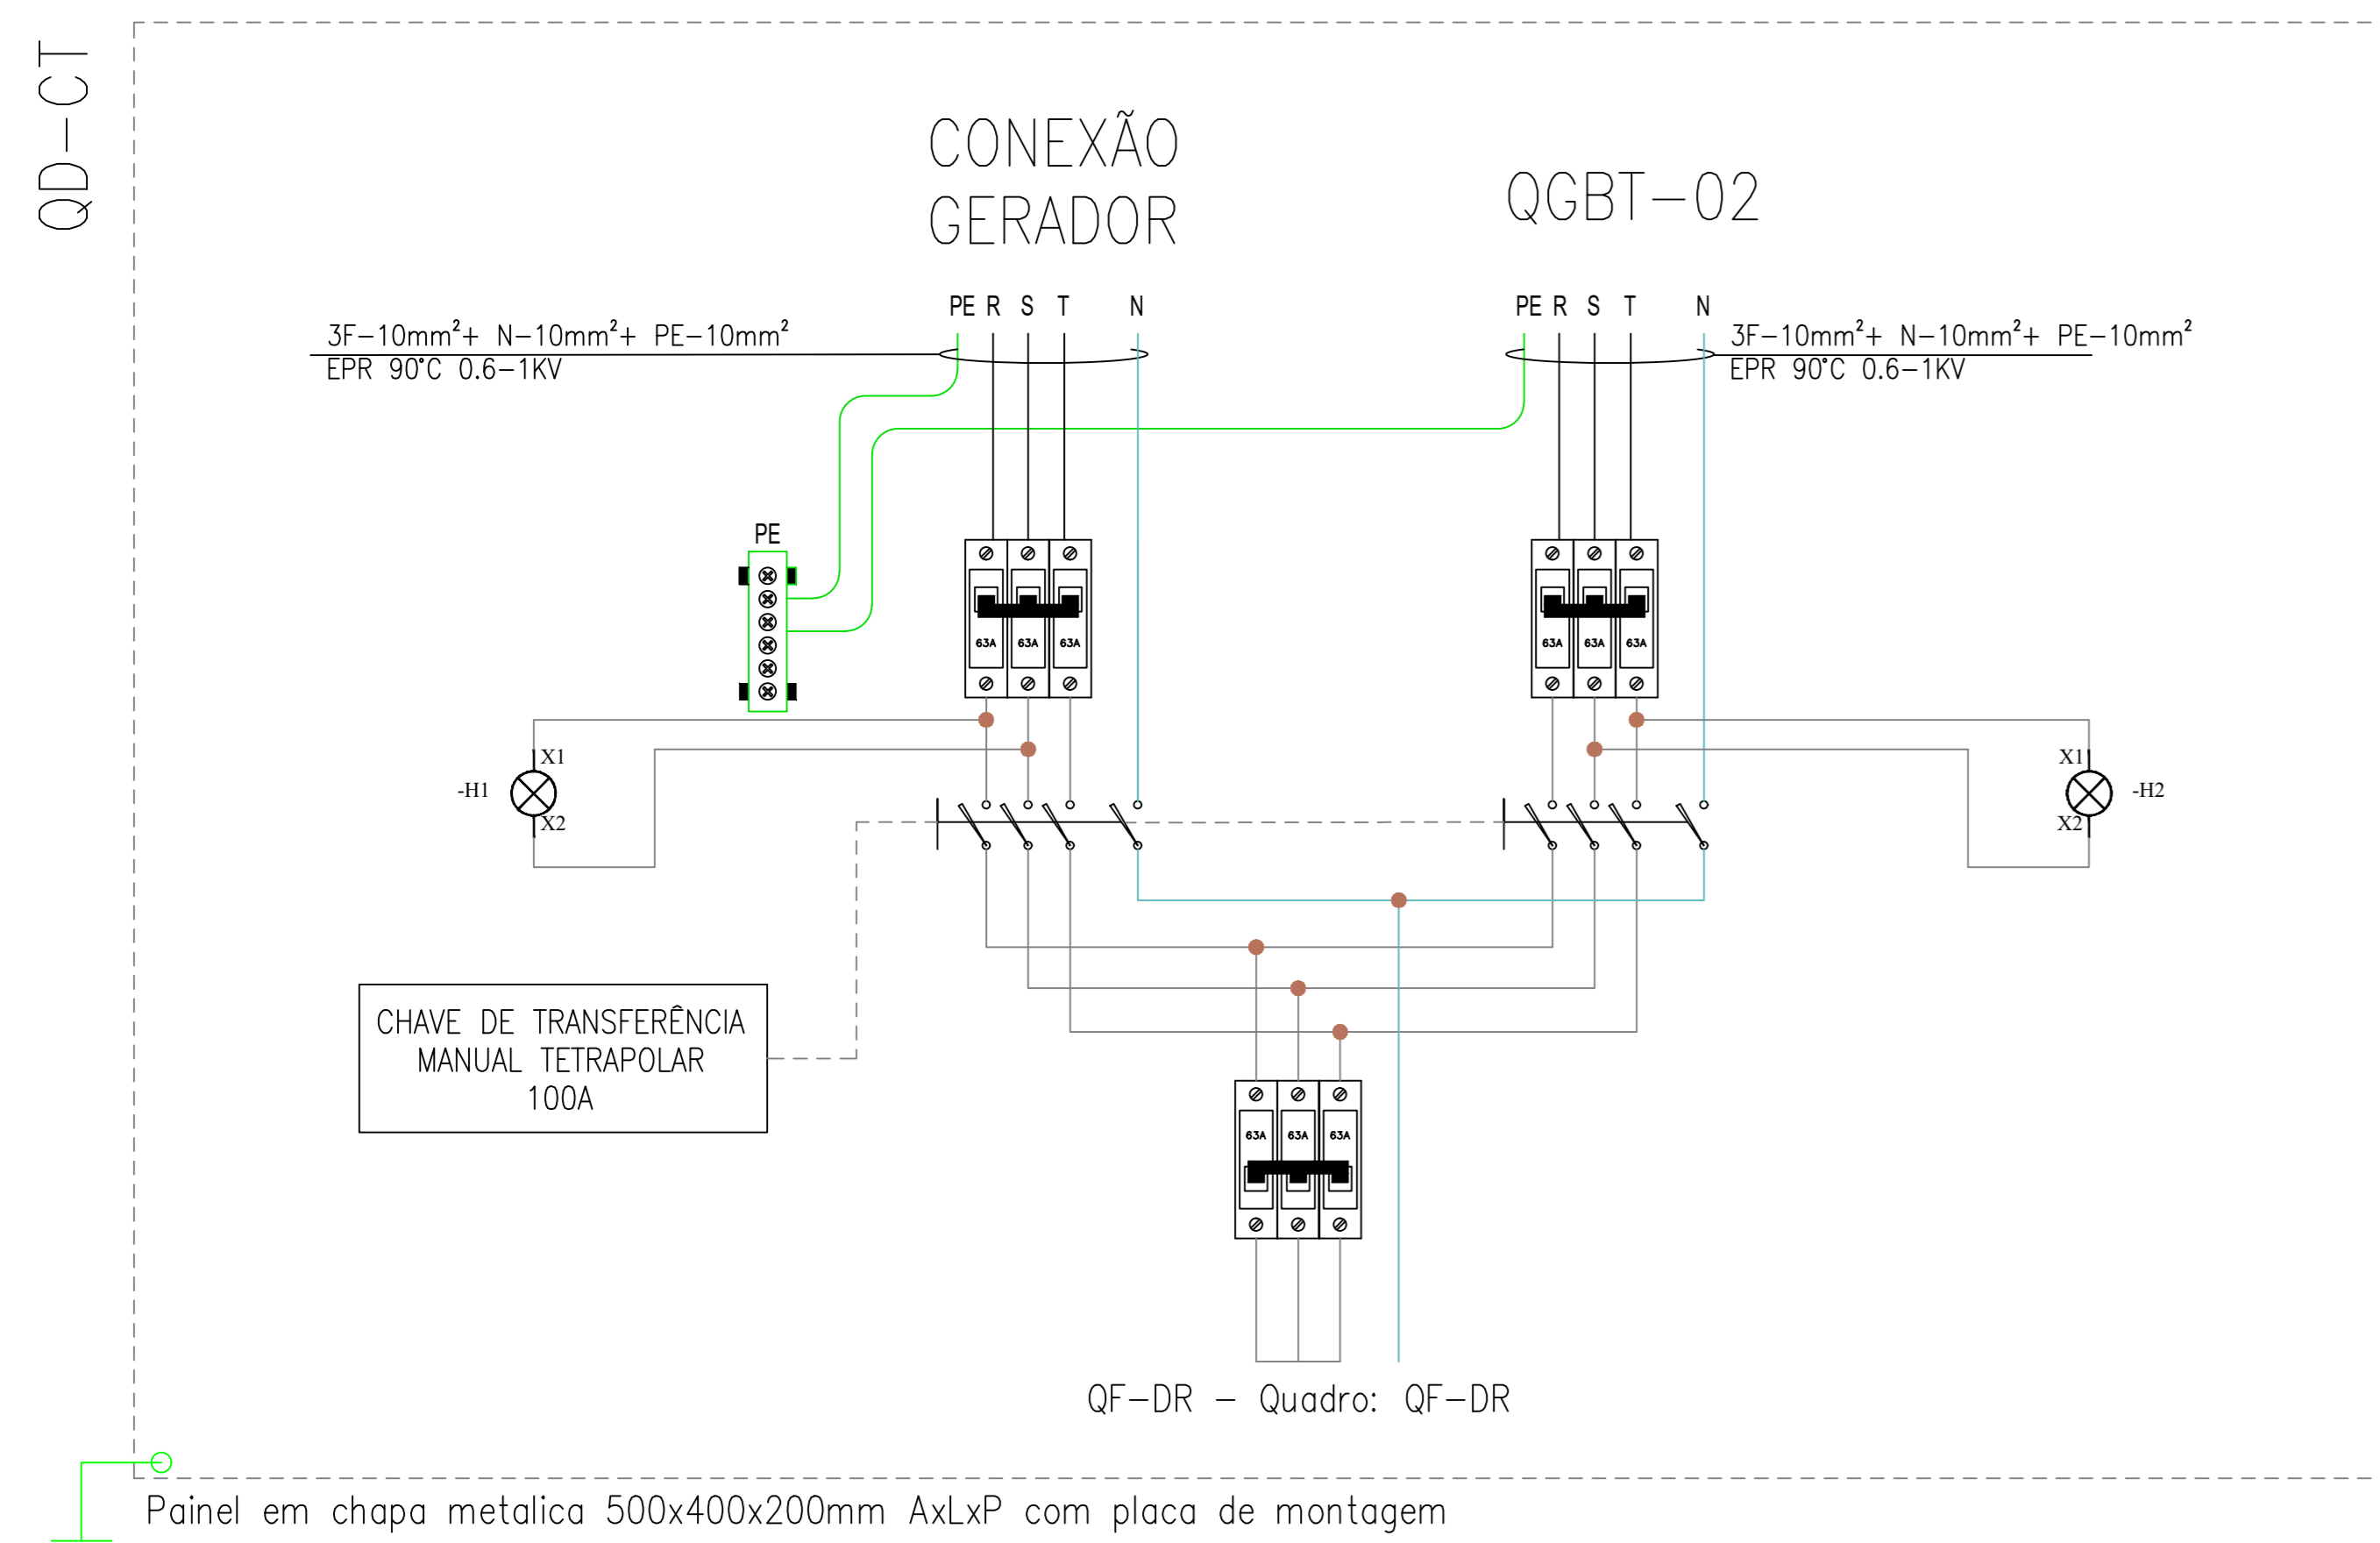 QD-CT
CONEXÃO
GERADOR
QGBT-02
PE R S T N
PE R S T N
3F-10mm²+ N-10mm²+ PE-10mm²
EPR 90°C 0.6-1KV
3F-10mm²+ N-10mm²+ PE-10mm²
EPR 90°C 0.6-1KV
PE
63A 63A 63A
63A 63A 63A
X1
-H1
X2
X1
-H2
X2
CHAVE DE TRANSFERÊNCIA
MANUAL TETRAPOLAR
100A
63A 63A 63A
QF-DR - Quadro: QF-DR
Painel em chapa metalica 500x400x200mm AxLxP com placa de montagem